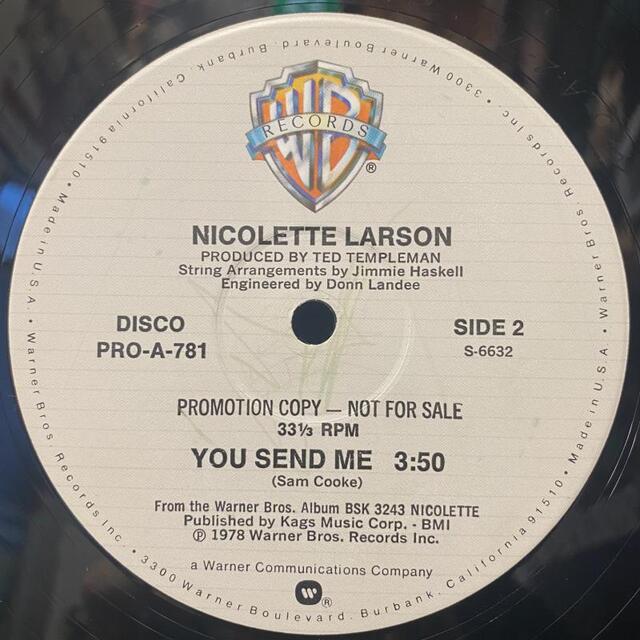 WB
RECORDS
®
NICOLETTE LARSON
PRODUCED BY TED TEMPLEMAN
String Arrangements by Jimmie Haskell
Engineered by Donn Landee
DISCO
PRO-A-781
SIDE 2
S-6632
PROMOTION COPY — NOT FOR SALE
33⅓ RPM
YOU SEND ME 3:50
(Sam Cooke)
From the Warner Bros. Album BSK 3243 NICOLETTE
Published by Kags Music Corp. - BMI
℗ 1978 Warner Bros. Records Inc.
a Warner Communications Company
®
Warner Bros. Records Inc. • 3300 Warner Boulevard, Burbank, California 91510 • Made in U.S.A. • Warner Bros. Records Inc. • 3300 Warner Boulevard, Burbank, California 91510 • Made in U.S.A. •